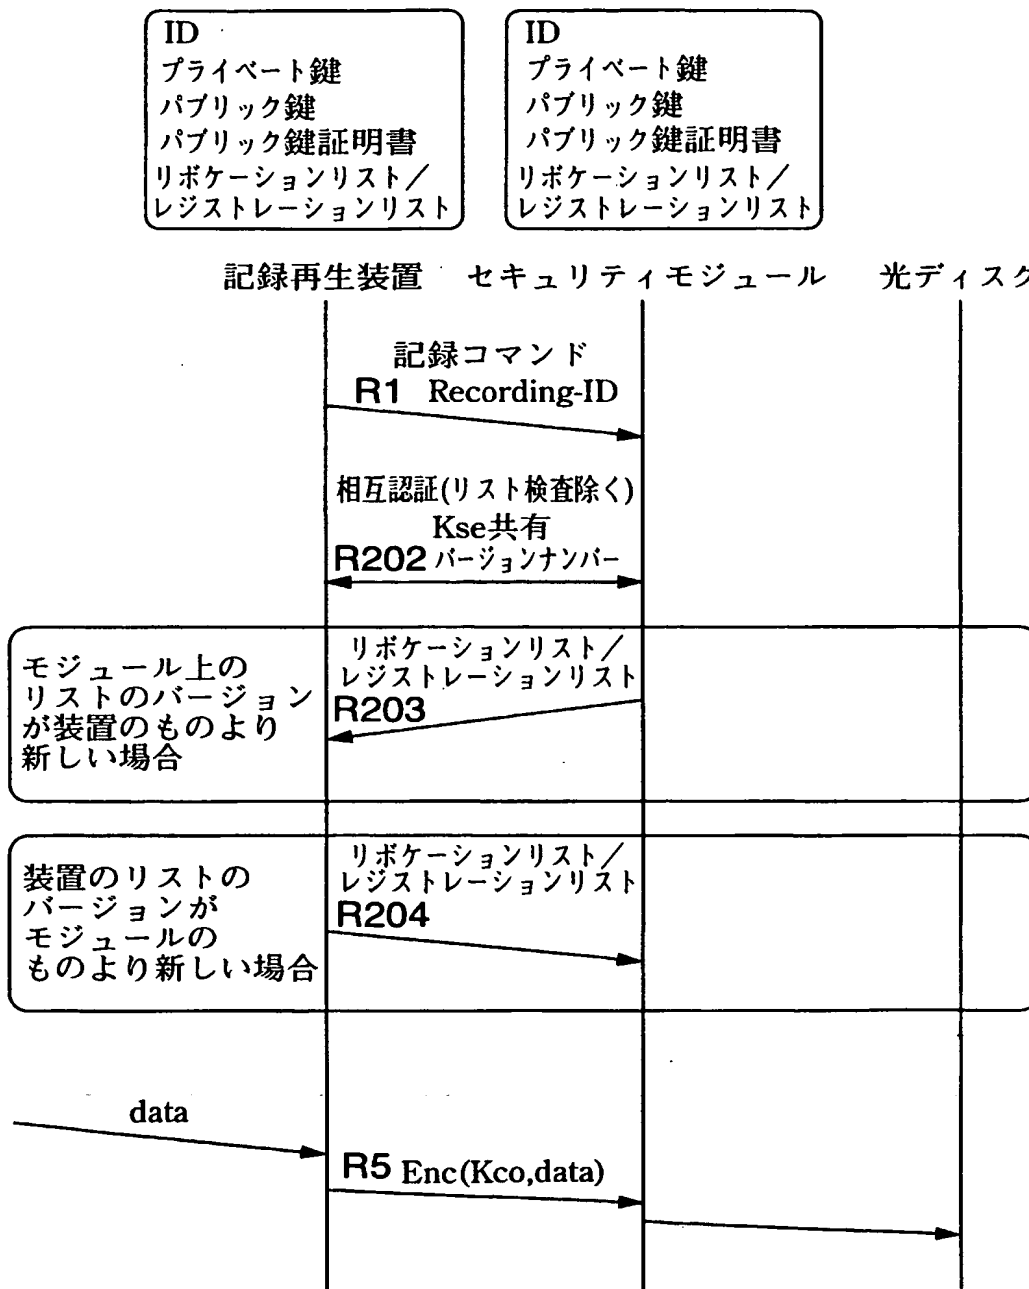 ID
プライベート鍵
パブリック鍵
パブリック鍵証明書
リボケーションリスト／
レジストレーションリスト
ID
プライベート鍵
パブリック鍵
パブリック鍵証明書
リボケーションリスト／
レジストレーションリスト
記録再生装置 セキュリティモジュール 光ディスク
記録コマンド
R1 Recording-ID
相互認証(リスト検査除く)
Kse共有
R202 バージョンナンバー
モジュール上の
リストのバージョン
が装置のものより
新しい場合
リボケーションリスト／
レジストレーションリスト
R203
装置のリストの
バージョンが
モジュールの
ものより新しい場合
リボケーションリスト／
レジストレーションリスト
R204
data
R5 Enc(Kco,data)